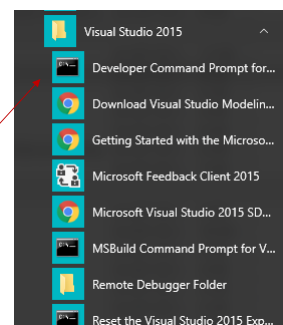 Visual Studio 2015
Developer Command Prompt for...
Download Visual Studio Modelin...
Getting Started with the Microso...
Microsoft Feedback Client 2015
Microsoft Visual Studio 2015 SD...
MSBuild Command Prompt for V...
Remote Debugger Folder
Reset the Visual Studio 2015 Exp...